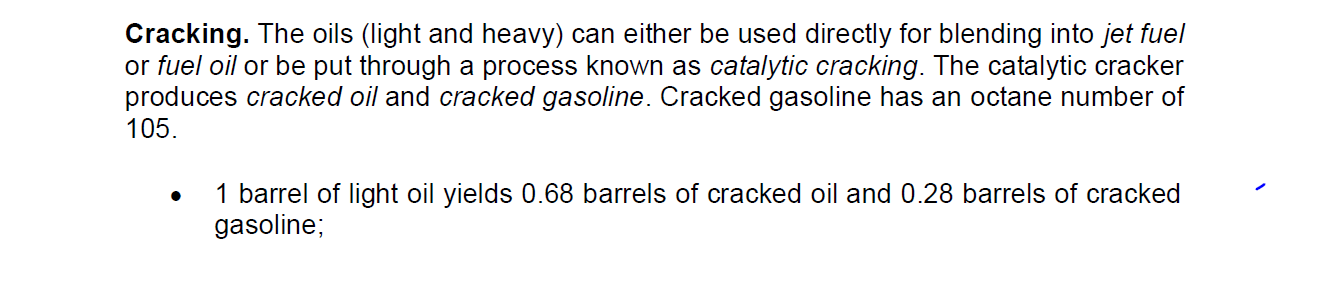 Cracking. The oils (light and heavy) can either be used directly for blending into jet fuel
or fuel oil or be put through a process known as catalytic cracking. The catalytic cracker
produces cracked oil and cracked gasoline. Cracked gasoline has an octane number of
105.
• 1 barrel of light oil yields 0.68 barrels of cracked oil and 0.28 barrels of cracked
gasoline;